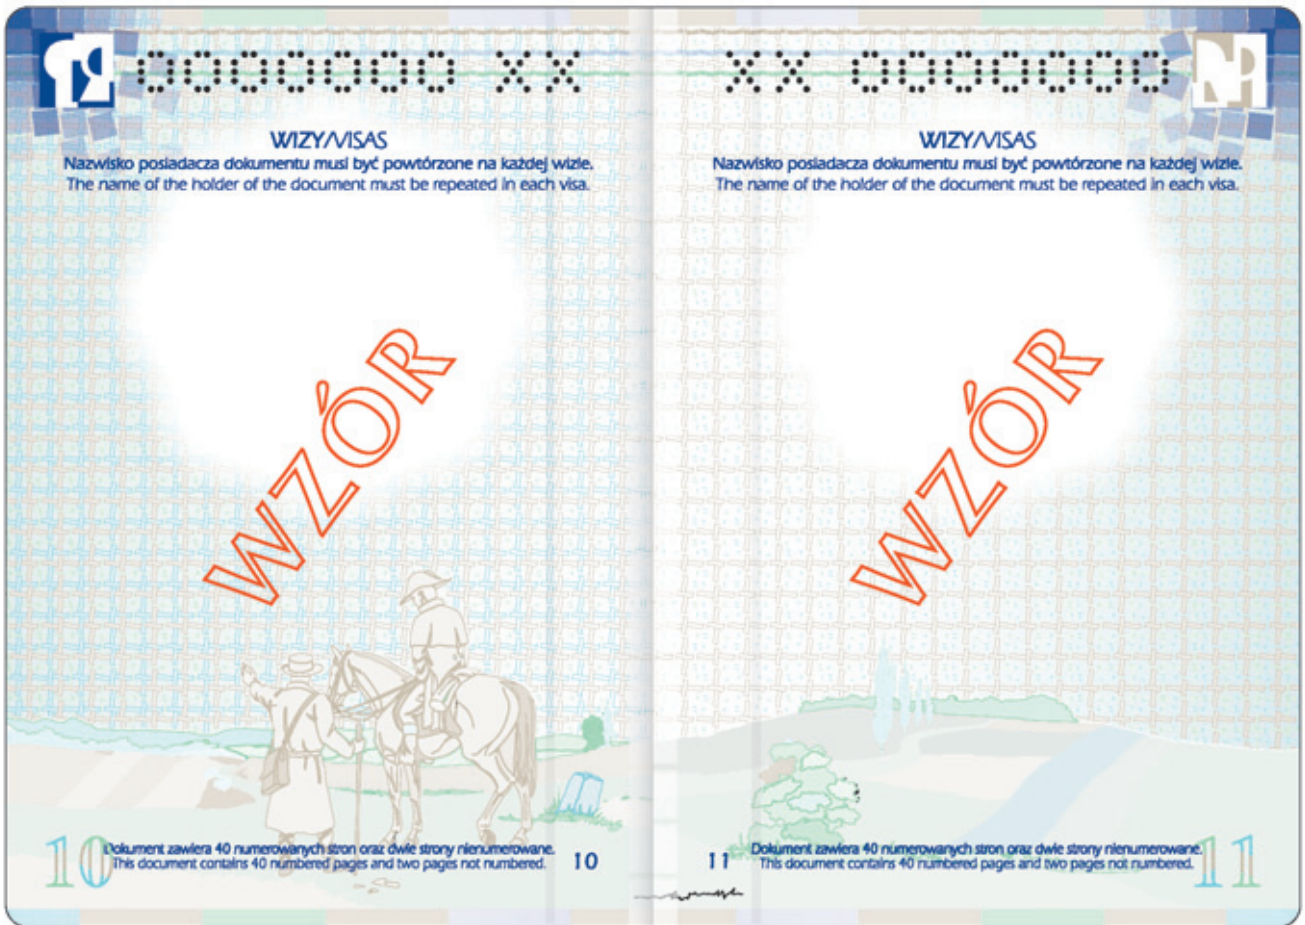 0000000 XX
WIZY/VISAS
Nazwisko posiadacza dokumentu musi być powtórzone na każdej wizie.
The name of the holder of the document must be repeated in each visa.
WZÓR
10
Dokument zawiera 40 numerowanych stron oraz dwie strony nienumerowane.
This document contains 40 numbered pages and two pages not numbered.
10
XX 0000000
WIZY/VISAS
Nazwisko posiadacza dokumentu musi być powtórzone na każdej wizie.
The name of the holder of the document must be repeated in each visa.
WZÓR
11
Dokument zawiera 40 numerowanych stron oraz dwie strony nienumerowane.
This document contains 40 numbered pages and two pages not numbered.
11